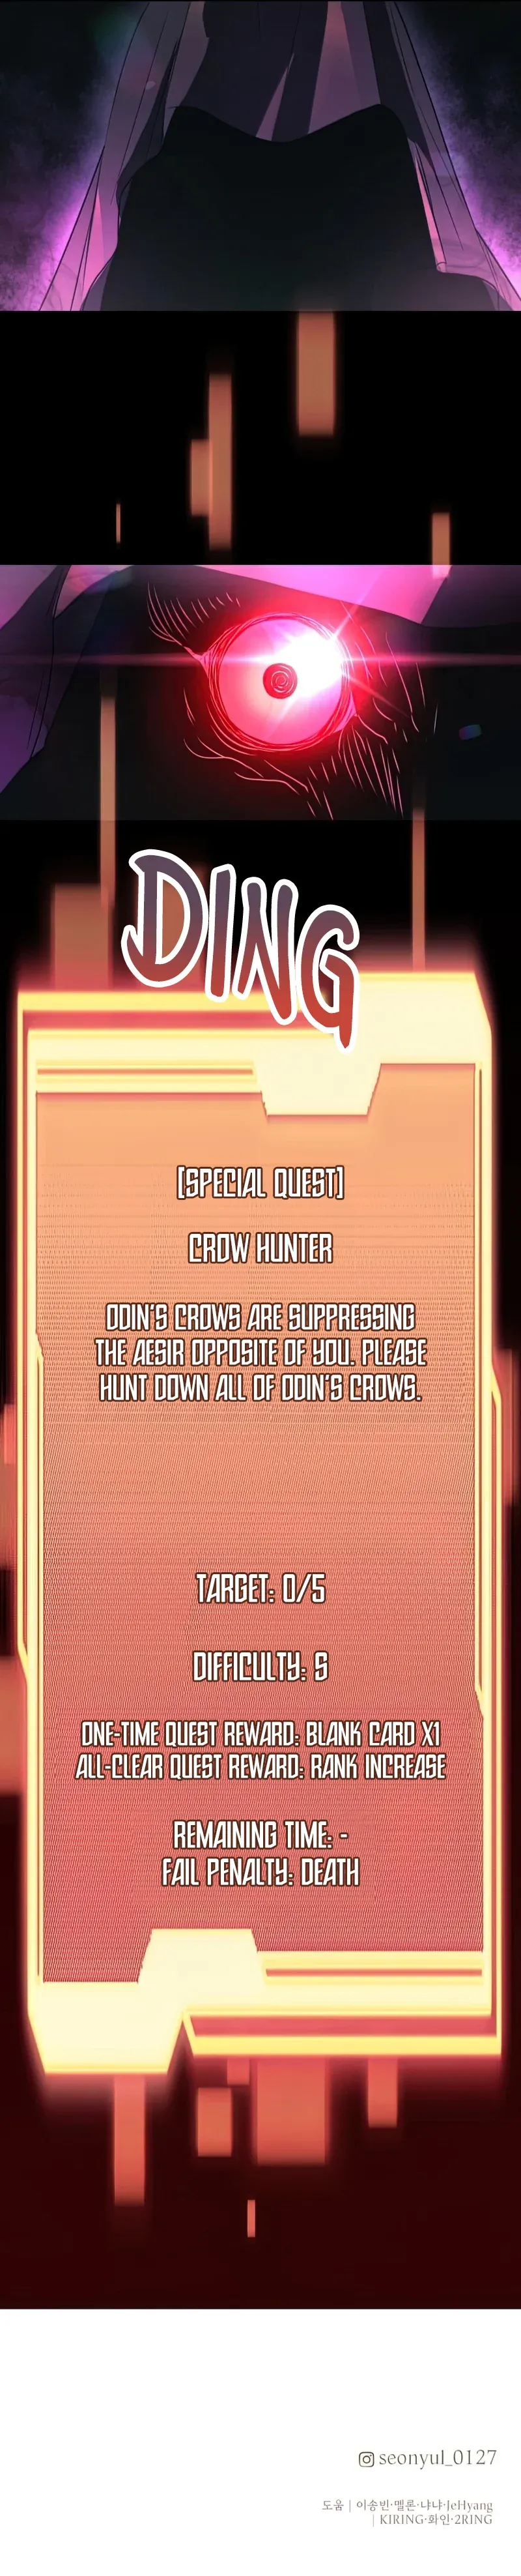 DING
[SPECIAL QUEST]
CROW HUNTER
ODIN'S CROWS ARE SUPPRESSING
THE AESIR OPPOSITE OF YOU. PLEASE
HUNT DOWN ALL OF ODIN'S CROWS.
TARGET: 0/5
DIFFICULTY: S
ONE-TIME QUEST REWARD: BLANK CARD X1
ALL-CLEAR QUEST REWARD: RANK INCREASE
REMAINING TIME: -
FAIL PENALTY: DEATH
seonyul_0127
도움 | 이송빈·멜론·냐냐·JeHyang
| KIRING·화인·2RING